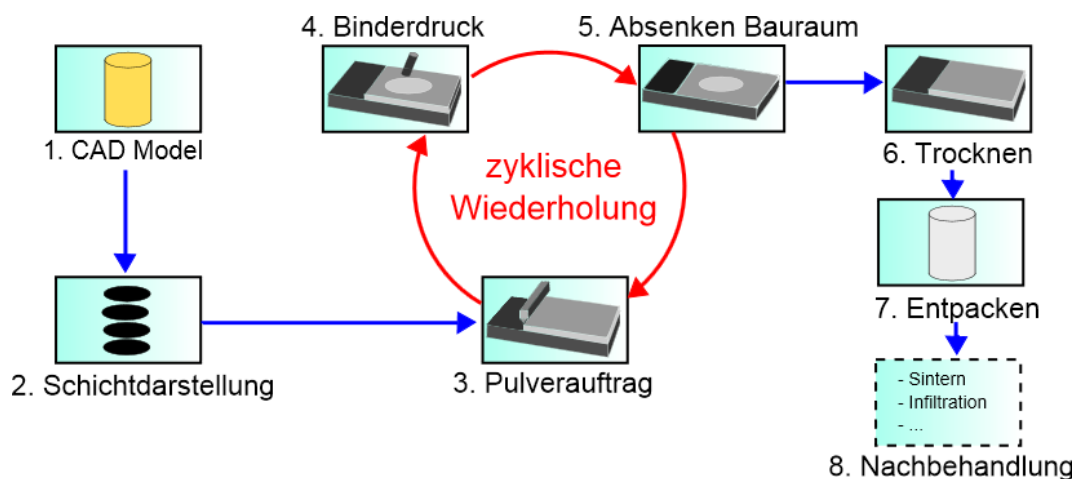 1. CAD Model
2. Schichtdarstellung
3. Pulverauftrag
4. Binderdruck
5. Absenken Bauraum
zyklische
Wiederholung
6. Trocknen
7. Entpacken
- Sintern
- Infiltration
- ...
8. Nachbehandlung